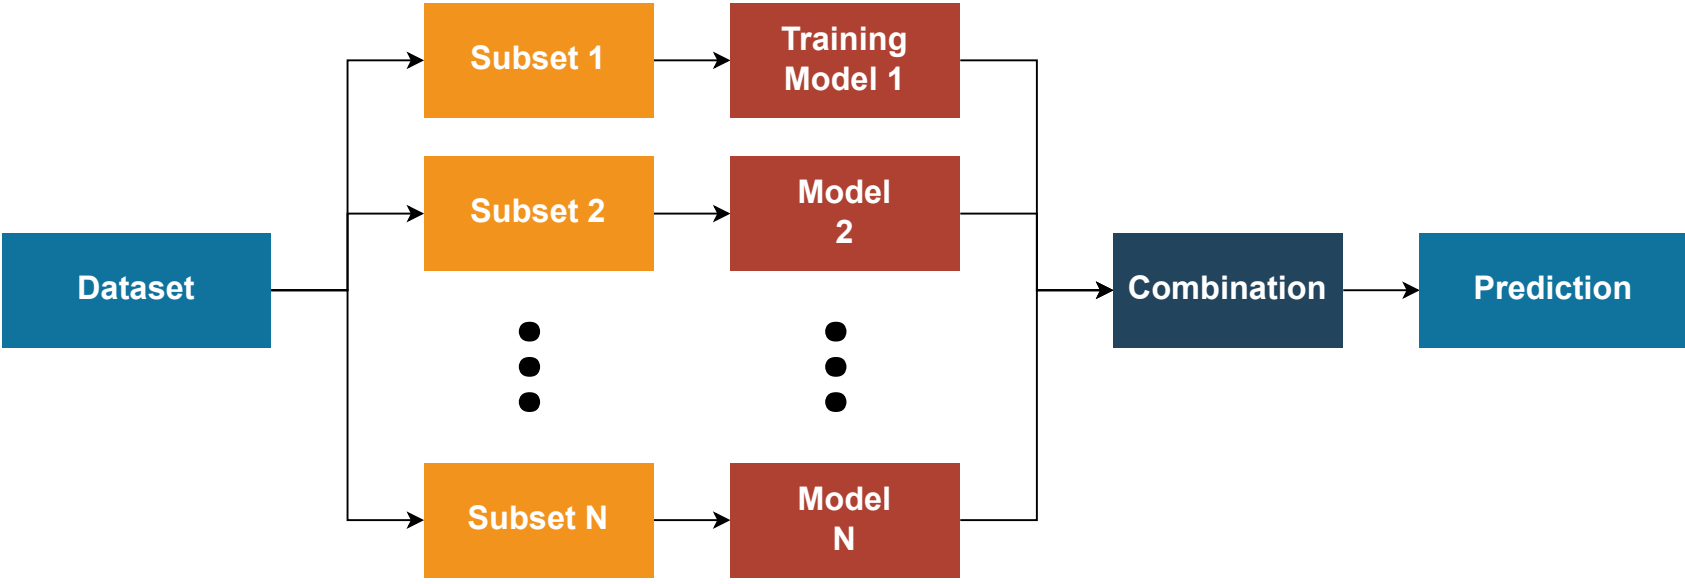 Subset 1
Training
Model 1
Subset 2
Model
2
Dataset
Combination
Prediction
Subset N
Model
N